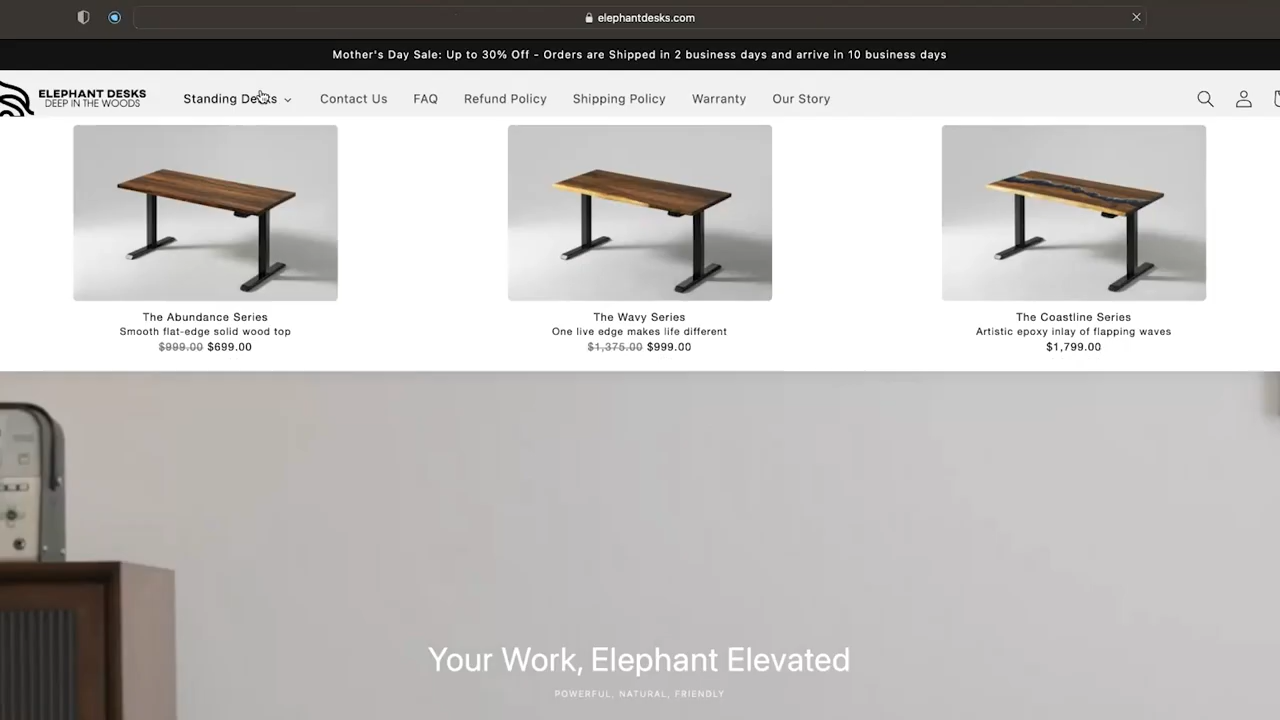 elephantdesks.com
Mother's Day Sale: Up to 30% Off - Orders are Shipped in 2 business days and arrive in 10 business days
ELEPHANT DESKS
DEEP IN THE WOODS
Standing Desks
Contact Us
FAQ
Refund Policy
Shipping Policy
Warranty
Our Story
The Abundance Series
Smooth flat-edge solid wood top
$999.00 $699.00
The Wavy Series
One live edge makes life different
$1,375.00 $999.00
The Coastline Series
Artistic epoxy inlay of flapping waves
$1,799.00
Your Work, Elephant Elevated
POWERFUL, NATURAL, FRIENDLY